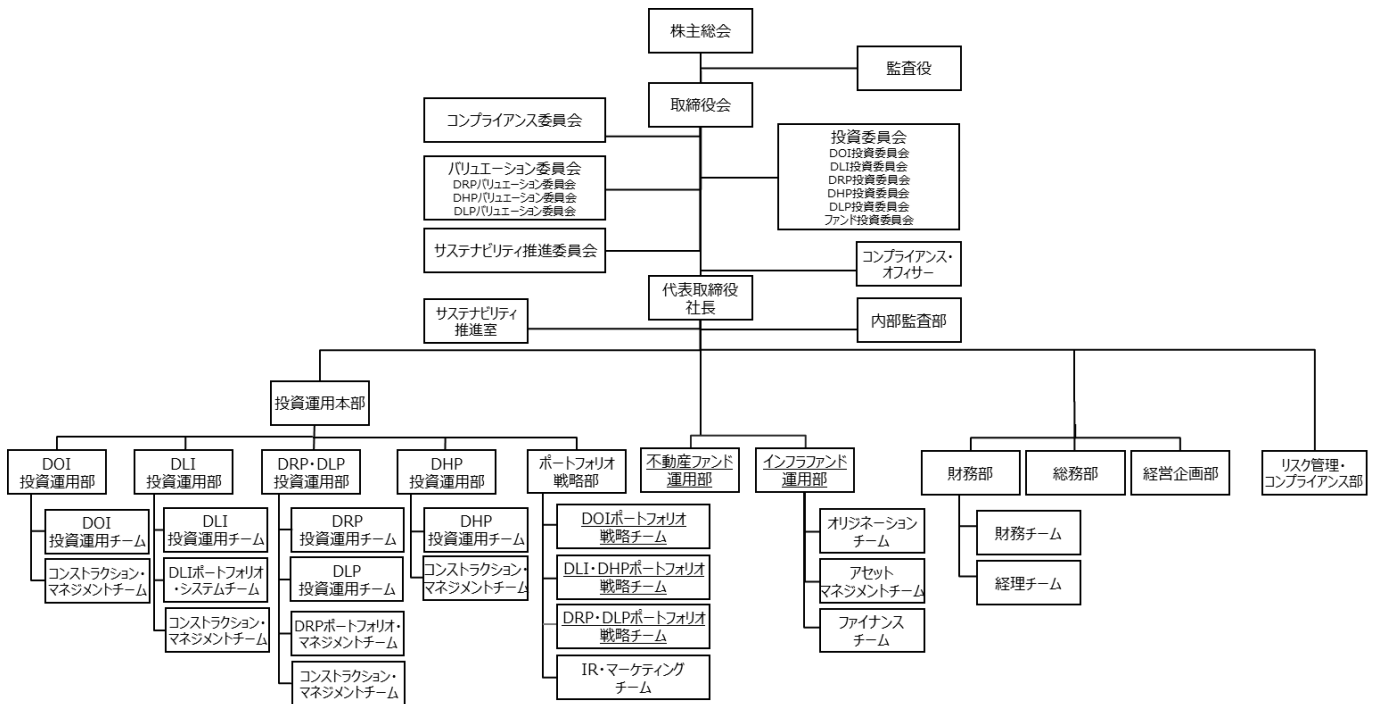 株主総会
監査役
取締役会
コンプライアンス委員会
投資委員会
DOI投資委員会
DLI投資委員会
DRP投資委員会
DHP投資委員会
DLP投資委員会
ファンド投資委員会
バリュエーション委員会
DRPバリュエーション委員会
DHPバリュエーション委員会
DLPバリュエーション委員会
サステナビリティ推進委員会
コンプライアンス・
オフィサー
代表取締役
社長
サステナビリティ
推進室
内部監査部
投資運用本部
DOI
投資運用部
DLI
投資運用部
DRP・DLP
投資運用部
DHP
投資運用部
ポートフォリオ
戦略部
不動産ファンド
運用部
インフラファンド
運用部
財務部
総務部
経営企画部
リスク管理・
コンプライアンス部
DOI
投資運用チーム
コンストラクション・
マネジメントチーム
DLI
投資運用チーム
DLIポートフォリオ
・システムチーム
コンストラクション・
マネジメントチーム
DRP
投資運用チーム
DLP
投資運用チーム
DRPポートフォリオ・
マネジメントチーム
コンストラクション・
マネジメントチーム
DHP
投資運用チーム
コンストラクション・
マネジメントチーム
DOIポートフォリオ
戦略チーム
DLI・DHPポートフォリオ
戦略チーム
DRP・DLPポートフォリオ
戦略チーム
IR・マーケティング
チーム
オリジネーション
チーム
アセット
マネジメントチーム
ファイナンス
チーム
財務チーム
経理チーム